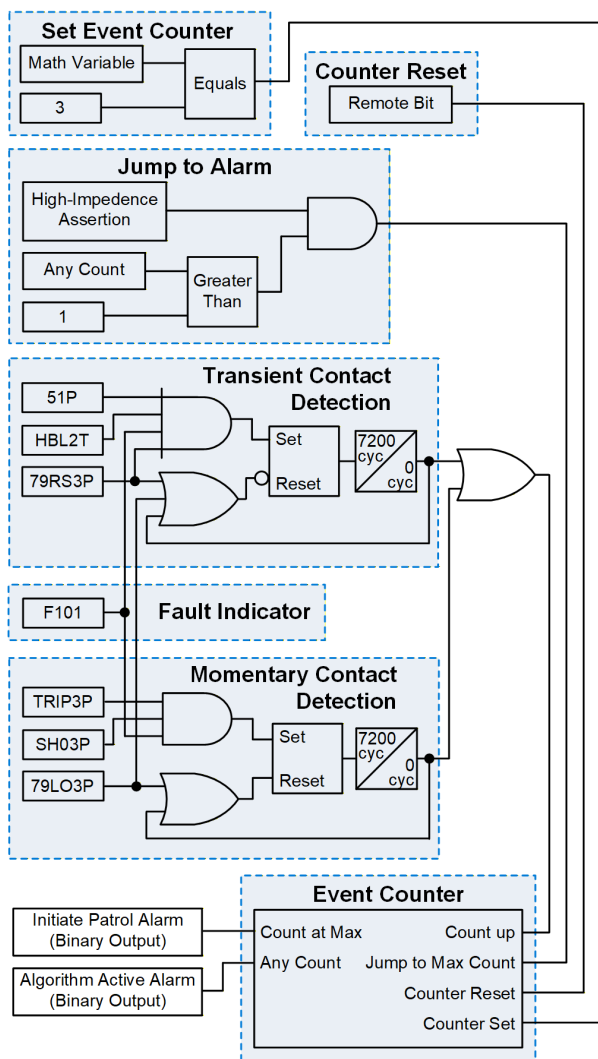 Set Event Counter
Math Variable
3
Equals
Counter Reset
Remote Bit
Jump to Alarm
High-Impedence
Assertion
Any Count
1
Greater
Than
Transient Contact
Detection
51P
HBL2T
79RS3P
Set
Reset
7200
cyc
0
cyc
F101
Fault Indicator
Momentary Contact
Detection
TRIP3P
SH03P
79LO3P
Set
Reset
7200
cyc
0
cyc
Event Counter
Initiate Patrol Alarm
(Binary Output)
Algorithm Active Alarm
(Binary Output)
Count at Max
Any Count
Count up
Jump to Max Count
Counter Reset
Counter Set